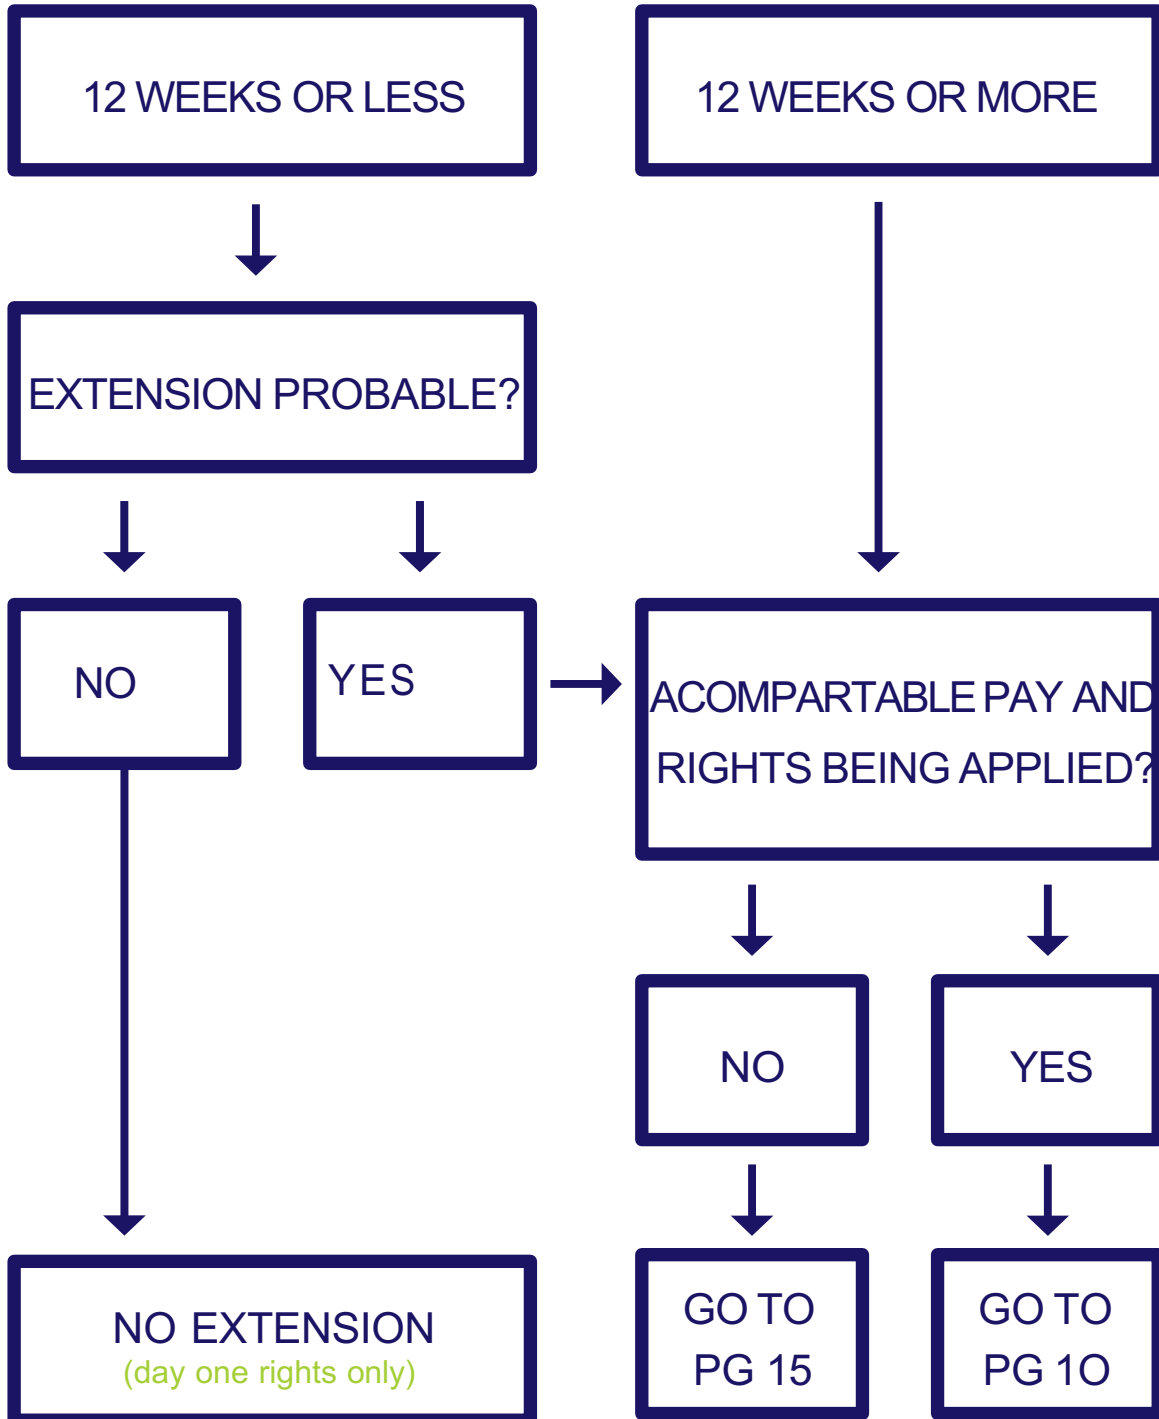 12 WEEKS OR LESS
12 WEEKS OR MORE
EXTENSION PROBABLE?
NO
YES
ACOMPARTABLE PAY AND
RIGHTS BEING APPLIED?
NO
YES
NO EXTENSION
(day one rights only)
GO TO
PG 15
GO TO
PG 1O